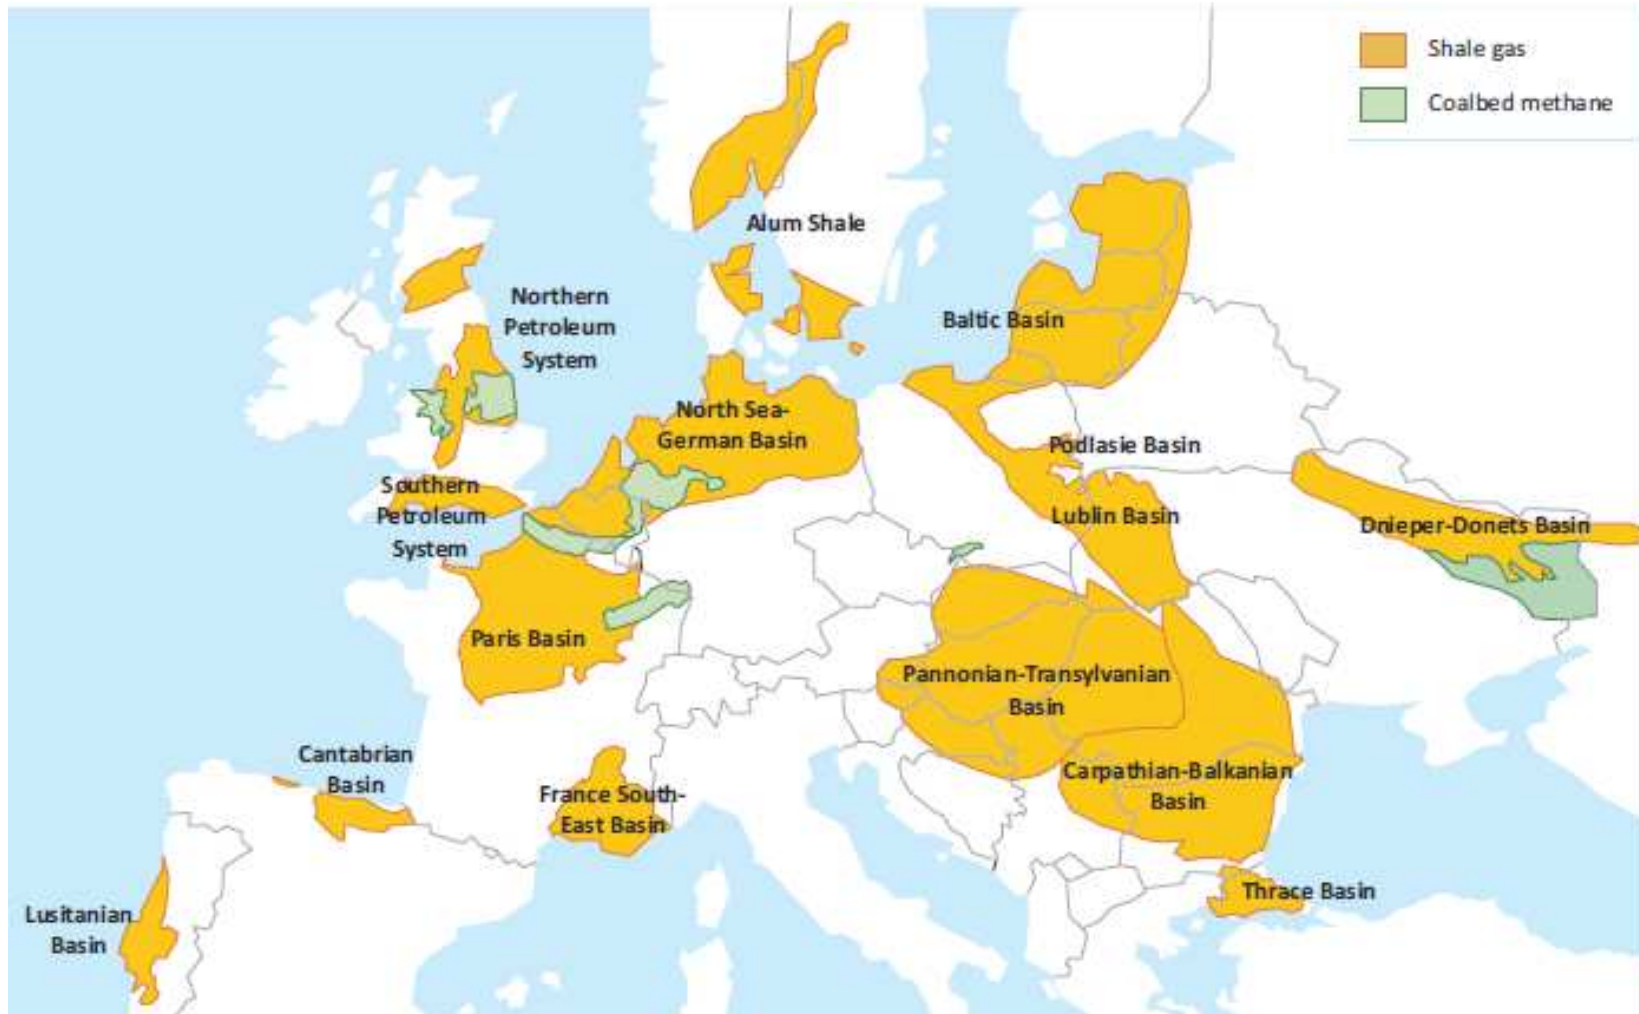 Shale gas
Coalbed methane
Alum Shale
Northern
Petroleum
System
Baltic Basin
North Sea-
German Basin
Podlasie Basin
Southern
Petroleum
System
Lublin Basin
Dnieper-Donets Basin
Paris Basin
Pannonian-Transylvanian
Basin
Cantabrian
Basin
France South-
East Basin
Carpathian-Balkanian
Basin
Thrace Basin
Lusitanian
Basin